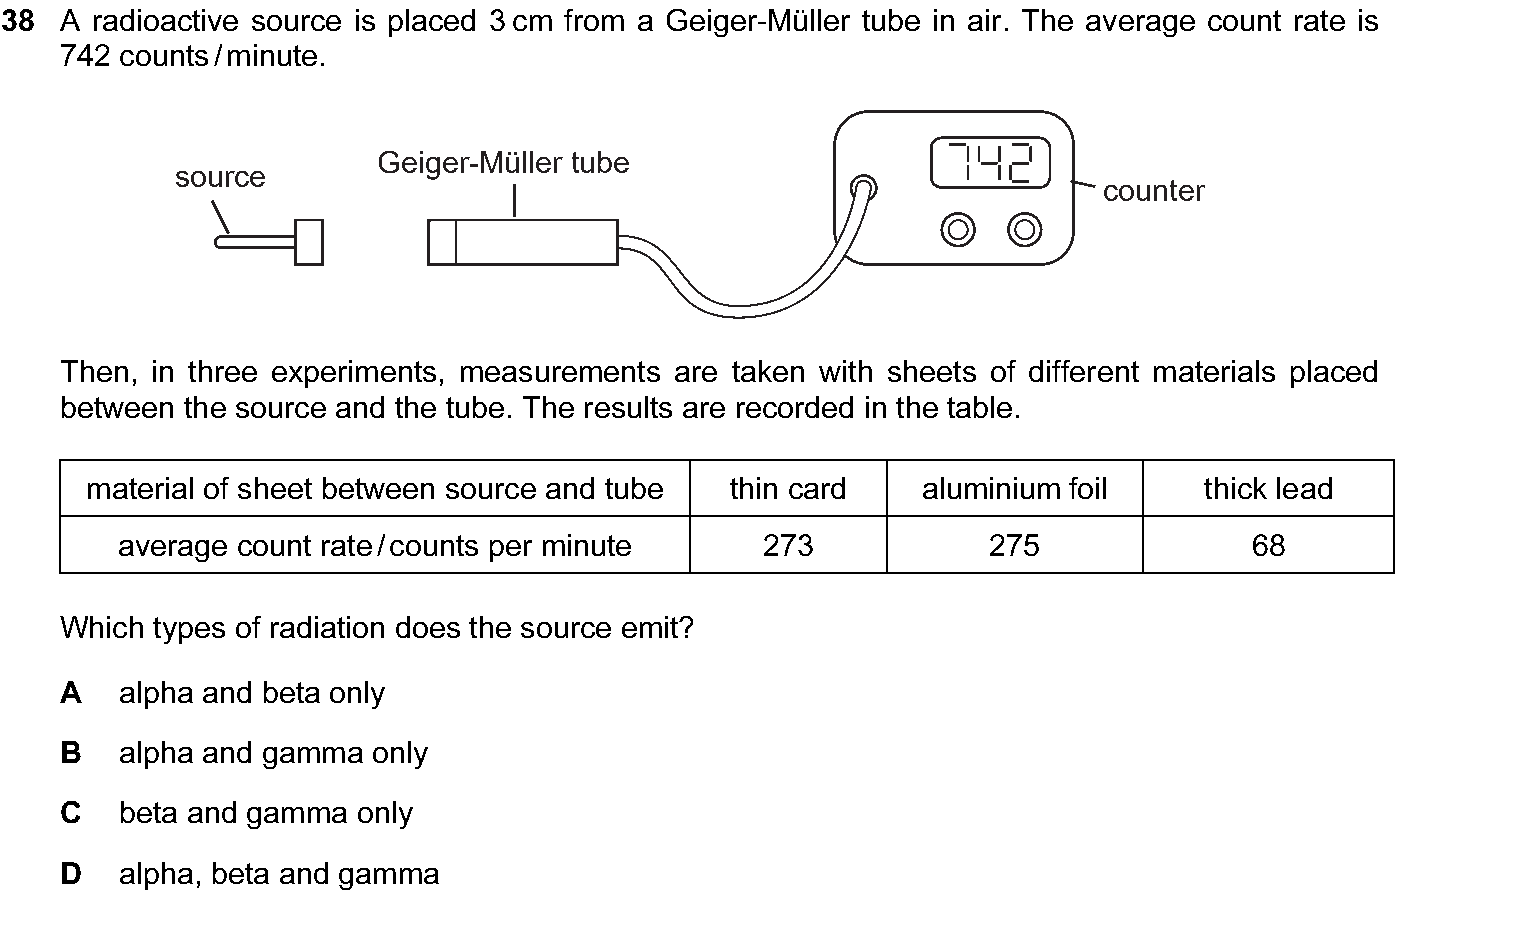 38 A radioactive source is placed 3 cm from a Geiger-Müller tube in air. The average count rate is
742 counts / minute.
source
Geiger-Müller tube
742
counter
Then, in three experiments, measurements are taken with sheets of different materials placed
between the source and the tube. The results are recorded in the table.
material of sheet between source and tube thin card aluminium foil thick lead
average count rate / counts per minute 273 275 68
Which types of radiation does the source emit?
A alpha and beta only
B alpha and gamma only
C beta and gamma only
D alpha, beta and gamma